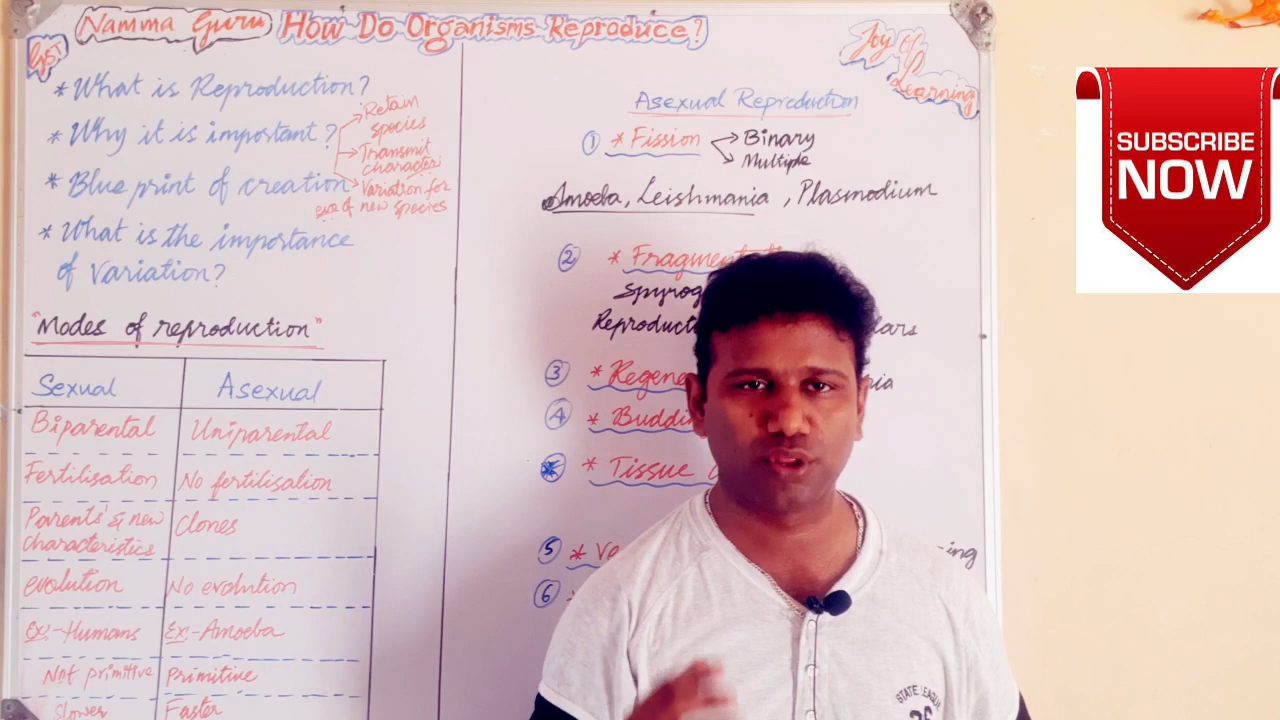 Namma Guru How Do Organisms Reproduce?
Joy of
Learning
* What is Reproduction?
* Why it is important?
Retain
species
Transmit
character
Variation for
evo of new species
* Blue print of creation
* What is the importance
of Variation?
"Modes of reproduction"
Sexual Asexual
Biparental Uniparental
Fertilisation No fertilisation
Parents' & new Clones
characteristics
evolution No evolution
Ex:- Humans Ex:- Amoeba
Not primitive Primitive
Slower Faster
Asexual Reproduction
1 * Fission Binary
Multiple
Amoeba, Leishmania, Plasmodium
2 *
3 *
4 *
* Tissue
5 *
6 *
SUBSCRIBE
NOW
STATE